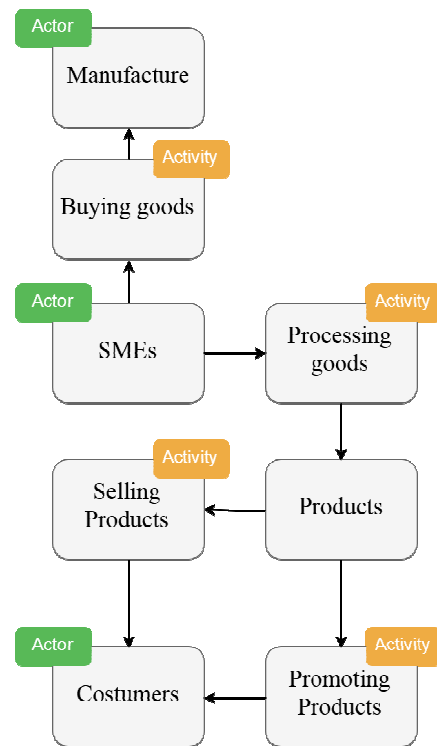 Actor
Manufacture
Activity
Buying goods
Actor
SMEs
Activity
Processing
goods
Activity
Selling
Products
Products
Actor
Costumers
Activity
Promoting
Products